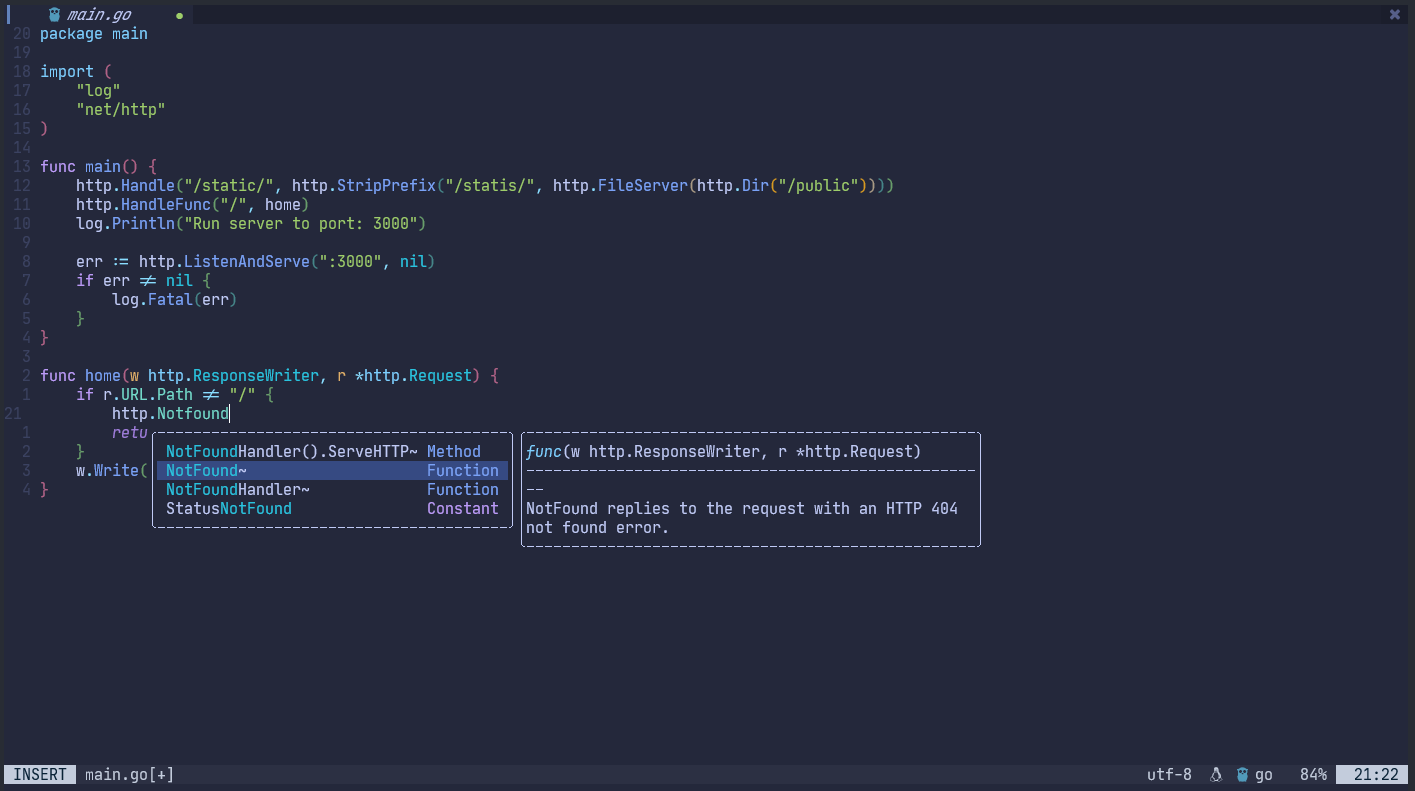 main.go ● ✖
20 package main
19
18 import (
17     "log"
16     "net/http"
15 )
14
13 func main() {
12     http.Handle("/static/", http.StripPrefix("/statis/", http.FileServer(http.Dir("/public"))))
11     http.HandleFunc("/", home)
10     log.Println("Run server to port: 3000")
9
8     err := http.ListenAndServe(":3000", nil)
7     if err ≠ nil {
6         log.Fatal(err)
5     }
4 }
3
2 func home(w http.ResponseWriter, r *http.Request) {
1     if r.URL.Path ≠ "/" {
21         http.Notfound
1         retu
2     }
3     w.Write(
4 }
NotFoundHandler().ServeHTTP~ Method
NotFound~ Function
NotFoundHandler~ Function
StatusNotFound Constant
func(w http.ResponseWriter, r *http.Request)
NotFound replies to the request with an HTTP 404
not found error.
INSERT main.go[+] utf-8 go 84% 21:22